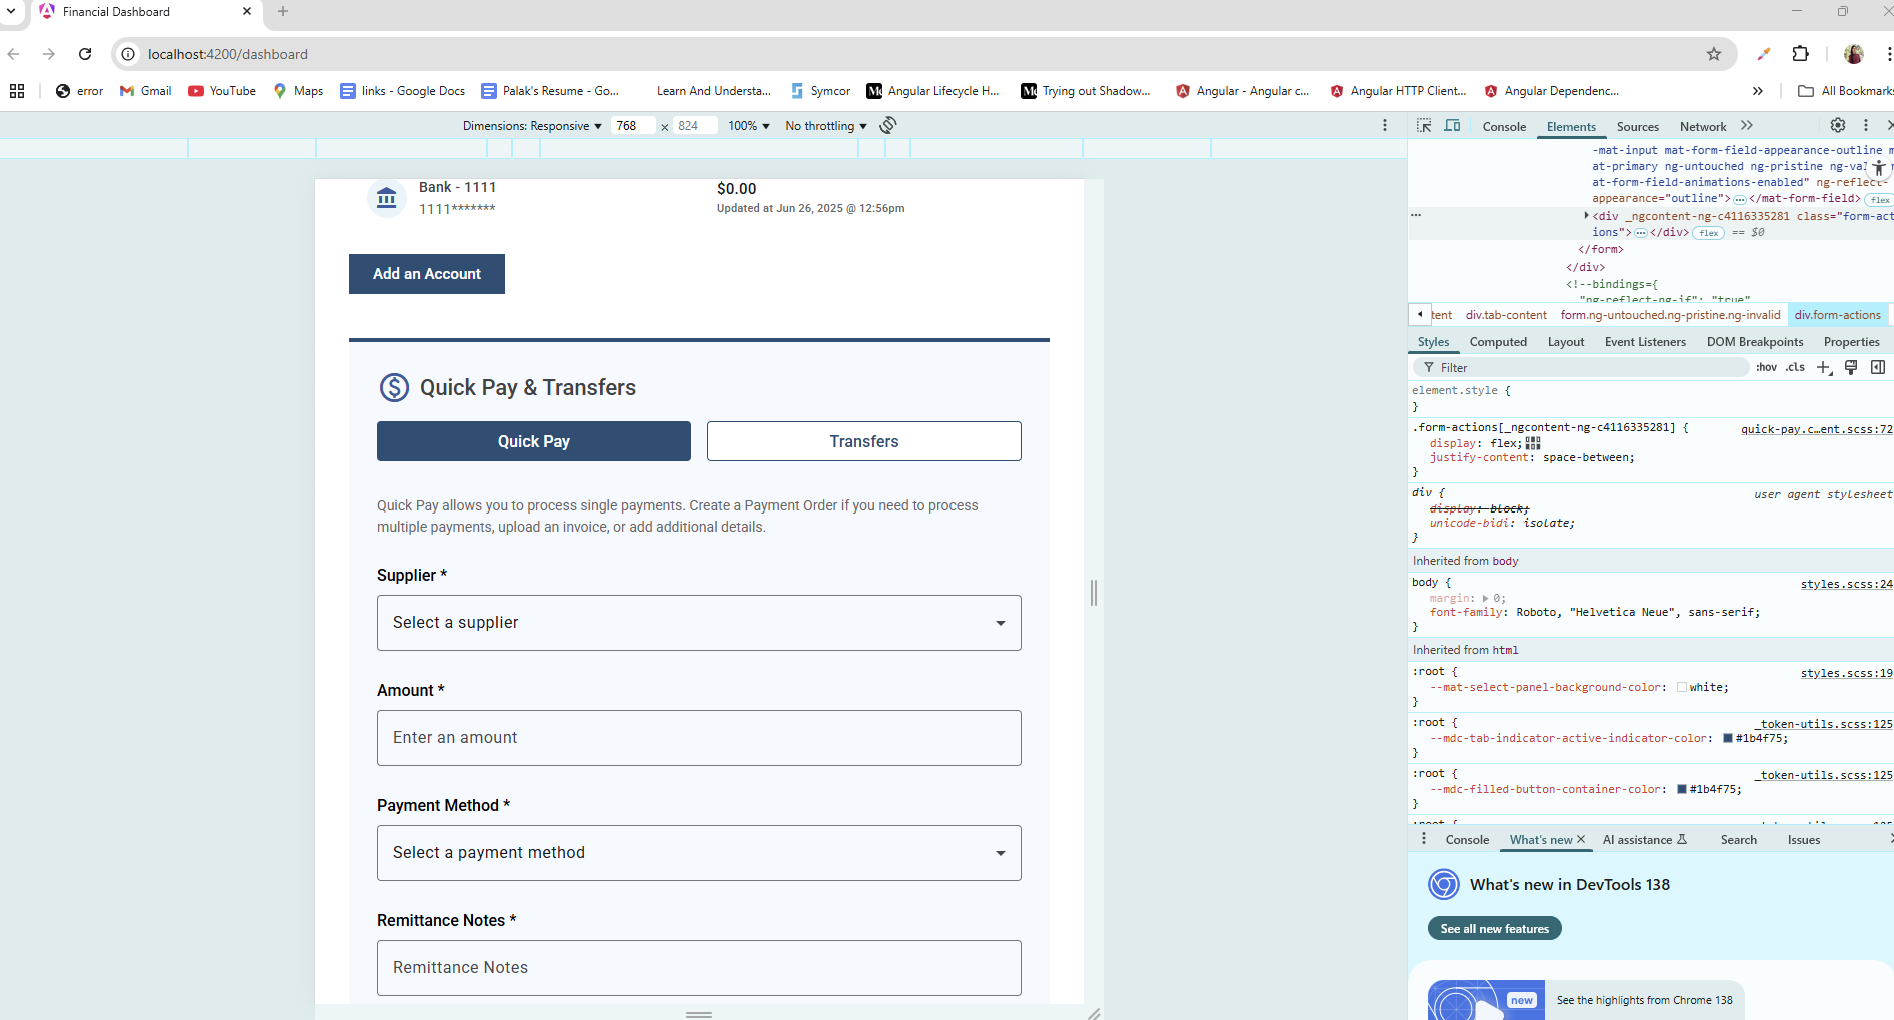 Financial Dashboard
localhost:4200/dashboard
error
Gmail
YouTube
Maps
links - Google Docs
Palak's Resume - Go...
Learn And Understa...
Symcor
Angular Lifecycle H...
Trying out Shadow...
Angular - Angular c...
Angular HTTP Client...
Angular Dependenc...
All Bookmarks
Dimensions: Responsive
768
×
824
100%
No throttling
Bank - 1111
1111*******
$0.00
Updated at Jun 26, 2025 @ 12:56pm
Add an Account
Quick Pay & Transfers
Quick Pay
Transfers
Quick Pay allows you to process single payments. Create a Payment Order if you need to process
multiple payments, upload an invoice, or add additional details.
Supplier *
Select a supplier
Amount *
Enter an amount
Payment Method *
Select a payment method
Remittance Notes *
Remittance Notes
Console
Elements
Sources
Network
-mat-input mat-form-field-appearance-outline m
at-primary ng-untouched ng-pristine ng-val
at-form-field-animations-enabled" ng-reflect-
appearance="outline"> … </mat-form-field> flex
<div _ngcontent-ng-c4116335281 class="form-act
ions"> … </div> flex == $0
</form>
</div>
<!--bindings={
"ng-reflect-ng-if": "true"
tent
div.tab-content
form.ng-untouched.ng-pristine.ng-invalid
div.form-actions
Styles
Computed
Layout
Event Listeners
DOM Breakpoints
Properties
Filter
:hov
.cls
element.style {
}
.form-actions[_ngcontent-ng-c4116335281] {
quick-pay.c…ent.scss:72
display: flex;
justify-content: space-between;
}
div {
user agent stylesheet
display: block;
unicode-bidi: isolate;
}
Inherited from body
body {
styles.scss:24
margin: 0;
font-family: Roboto, "Helvetica Neue", sans-serif;
}
Inherited from html
:root {
styles.scss:19
--mat-select-panel-background-color: white;
}
:root {
_token-utils.scss:125
--mdc-tab-indicator-active-indicator-color: #1b4f75;
}
:root {
_token-utils.scss:125
--mdc-filled-button-container-color: #1b4f75;
}
Console
What's new
AI assistance
Search
Issues
What's new in DevTools 138
See all new features
new
See the highlights from Chrome 138